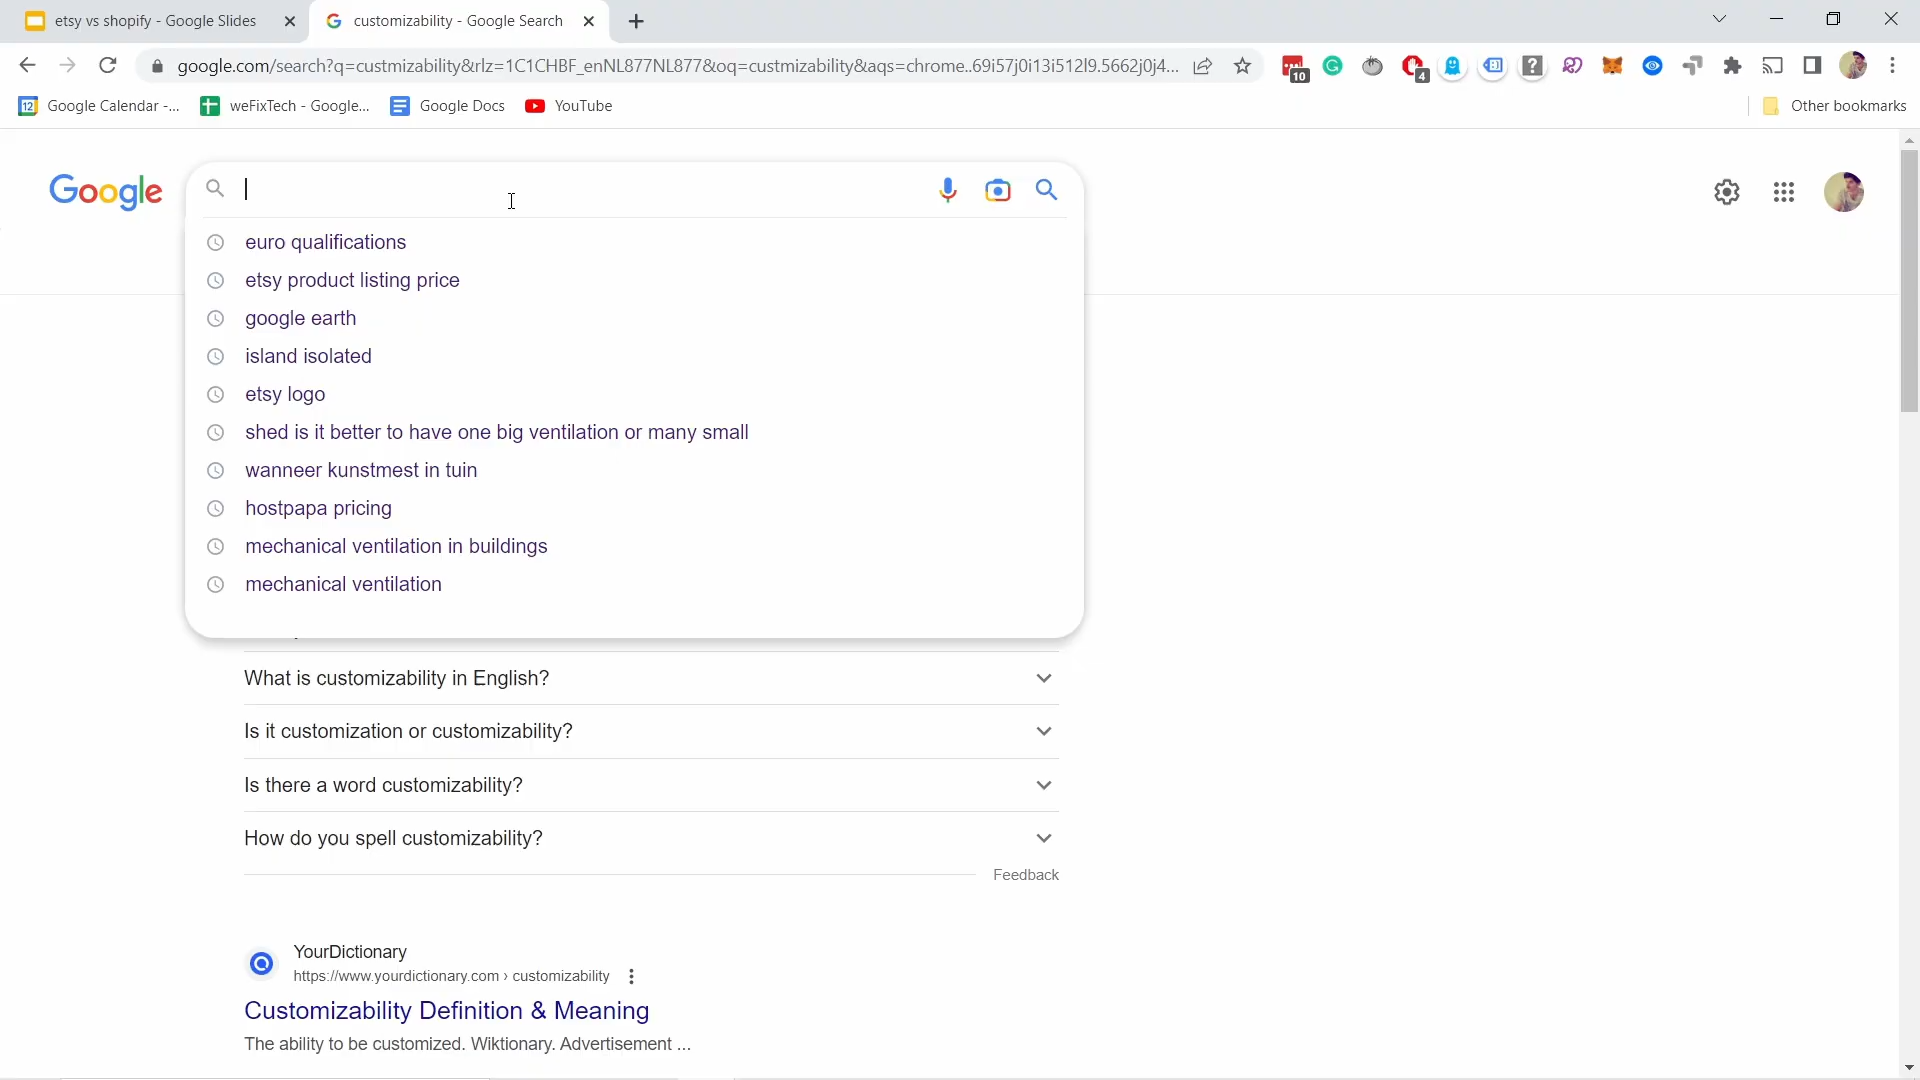 etsy vs shopify - Google Slides
customizability - Google Search
google.com/search?q=custmizability&rlz=1C1CHBF_enNL877NL877&oq=custmizability&aqs=chrome..69i57j0i13i512l9.5662j0j4...
10
4
12
Google Calendar -...
weFixTech - Google...
Google Docs
YouTube
Other bookmarks
Google
euro qualifications
etsy product listing price
google earth
island isolated
etsy logo
shed is it better to have one big ventilation or many small
wanneer kunstmest in tuin
hostpapa pricing
mechanical ventilation in buildings
mechanical ventilation
What is customizability in English?
Is it customization or customizability?
Is there a word customizability?
How do you spell customizability?
Feedback
YourDictionary
https://www.yourdictionary.com › customizability
Customizability Definition & Meaning
The ability to be customized. Wiktionary. Advertisement ...